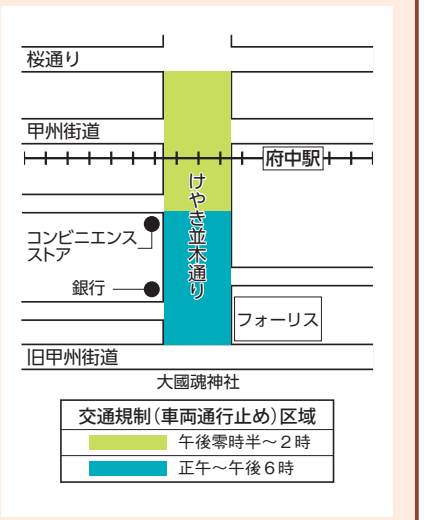 桜通り
甲州街道
府中駅
けやき並木通り
コンビニエンス
ストア
銀行
フォーリス
旧甲州街道
大國魂神社
交通規制(車両通行止め)区域
午後零時半~2時
正午~午後6時